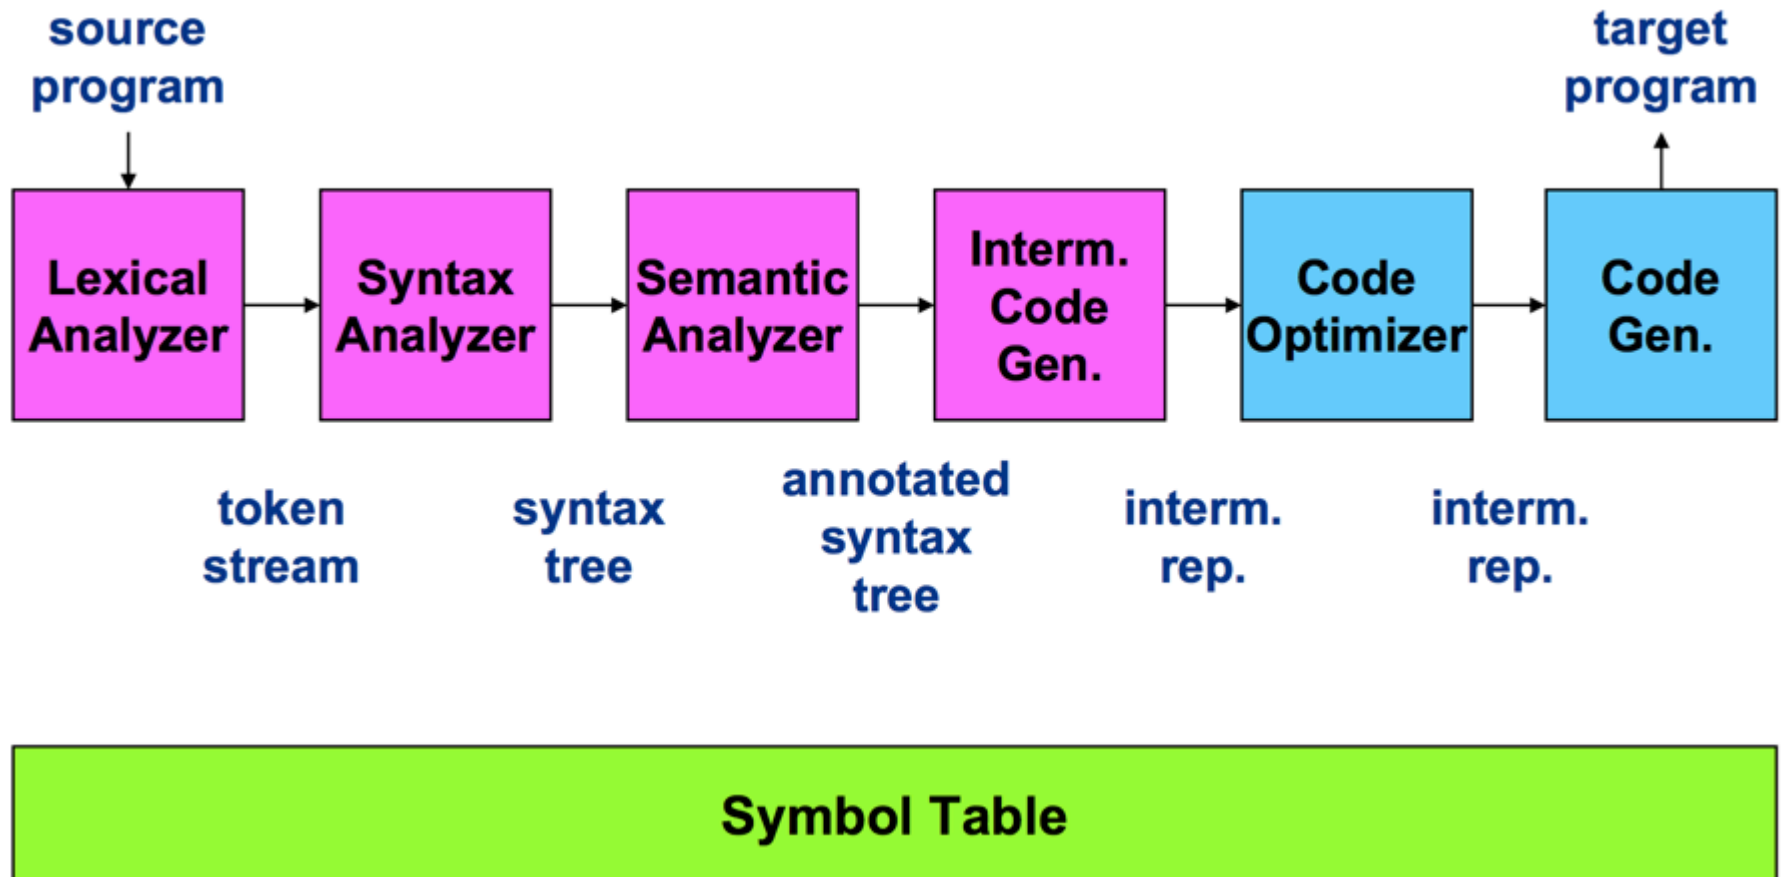 source
program
target
program
Lexical
Analyzer
Syntax
Analyzer
Semantic
Analyzer
Interm.
Code
Gen.
Code
Optimizer
Code
Gen.
token
stream
syntax
tree
annotated
syntax
tree
interm.
rep.
interm.
rep.
Symbol Table